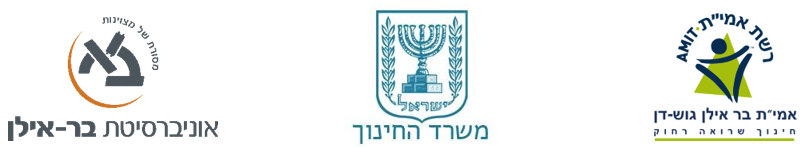 מסורת של מצוינות
בא
אוניברסיטת בר-אילן
ישראל
משרד החינוך
רשת אמי״ת AMIT
אמי״ת בר אילן גוש-דן
חינוך שרואה רחוק